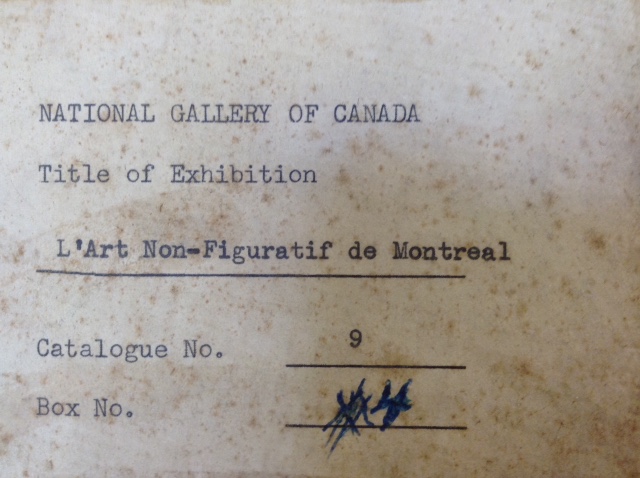 NATIONAL GALLERY OF CANADA
Title of Exhibition
L'Art Non-Figuratif de Montreal
Catalogue No. 9
Box No.